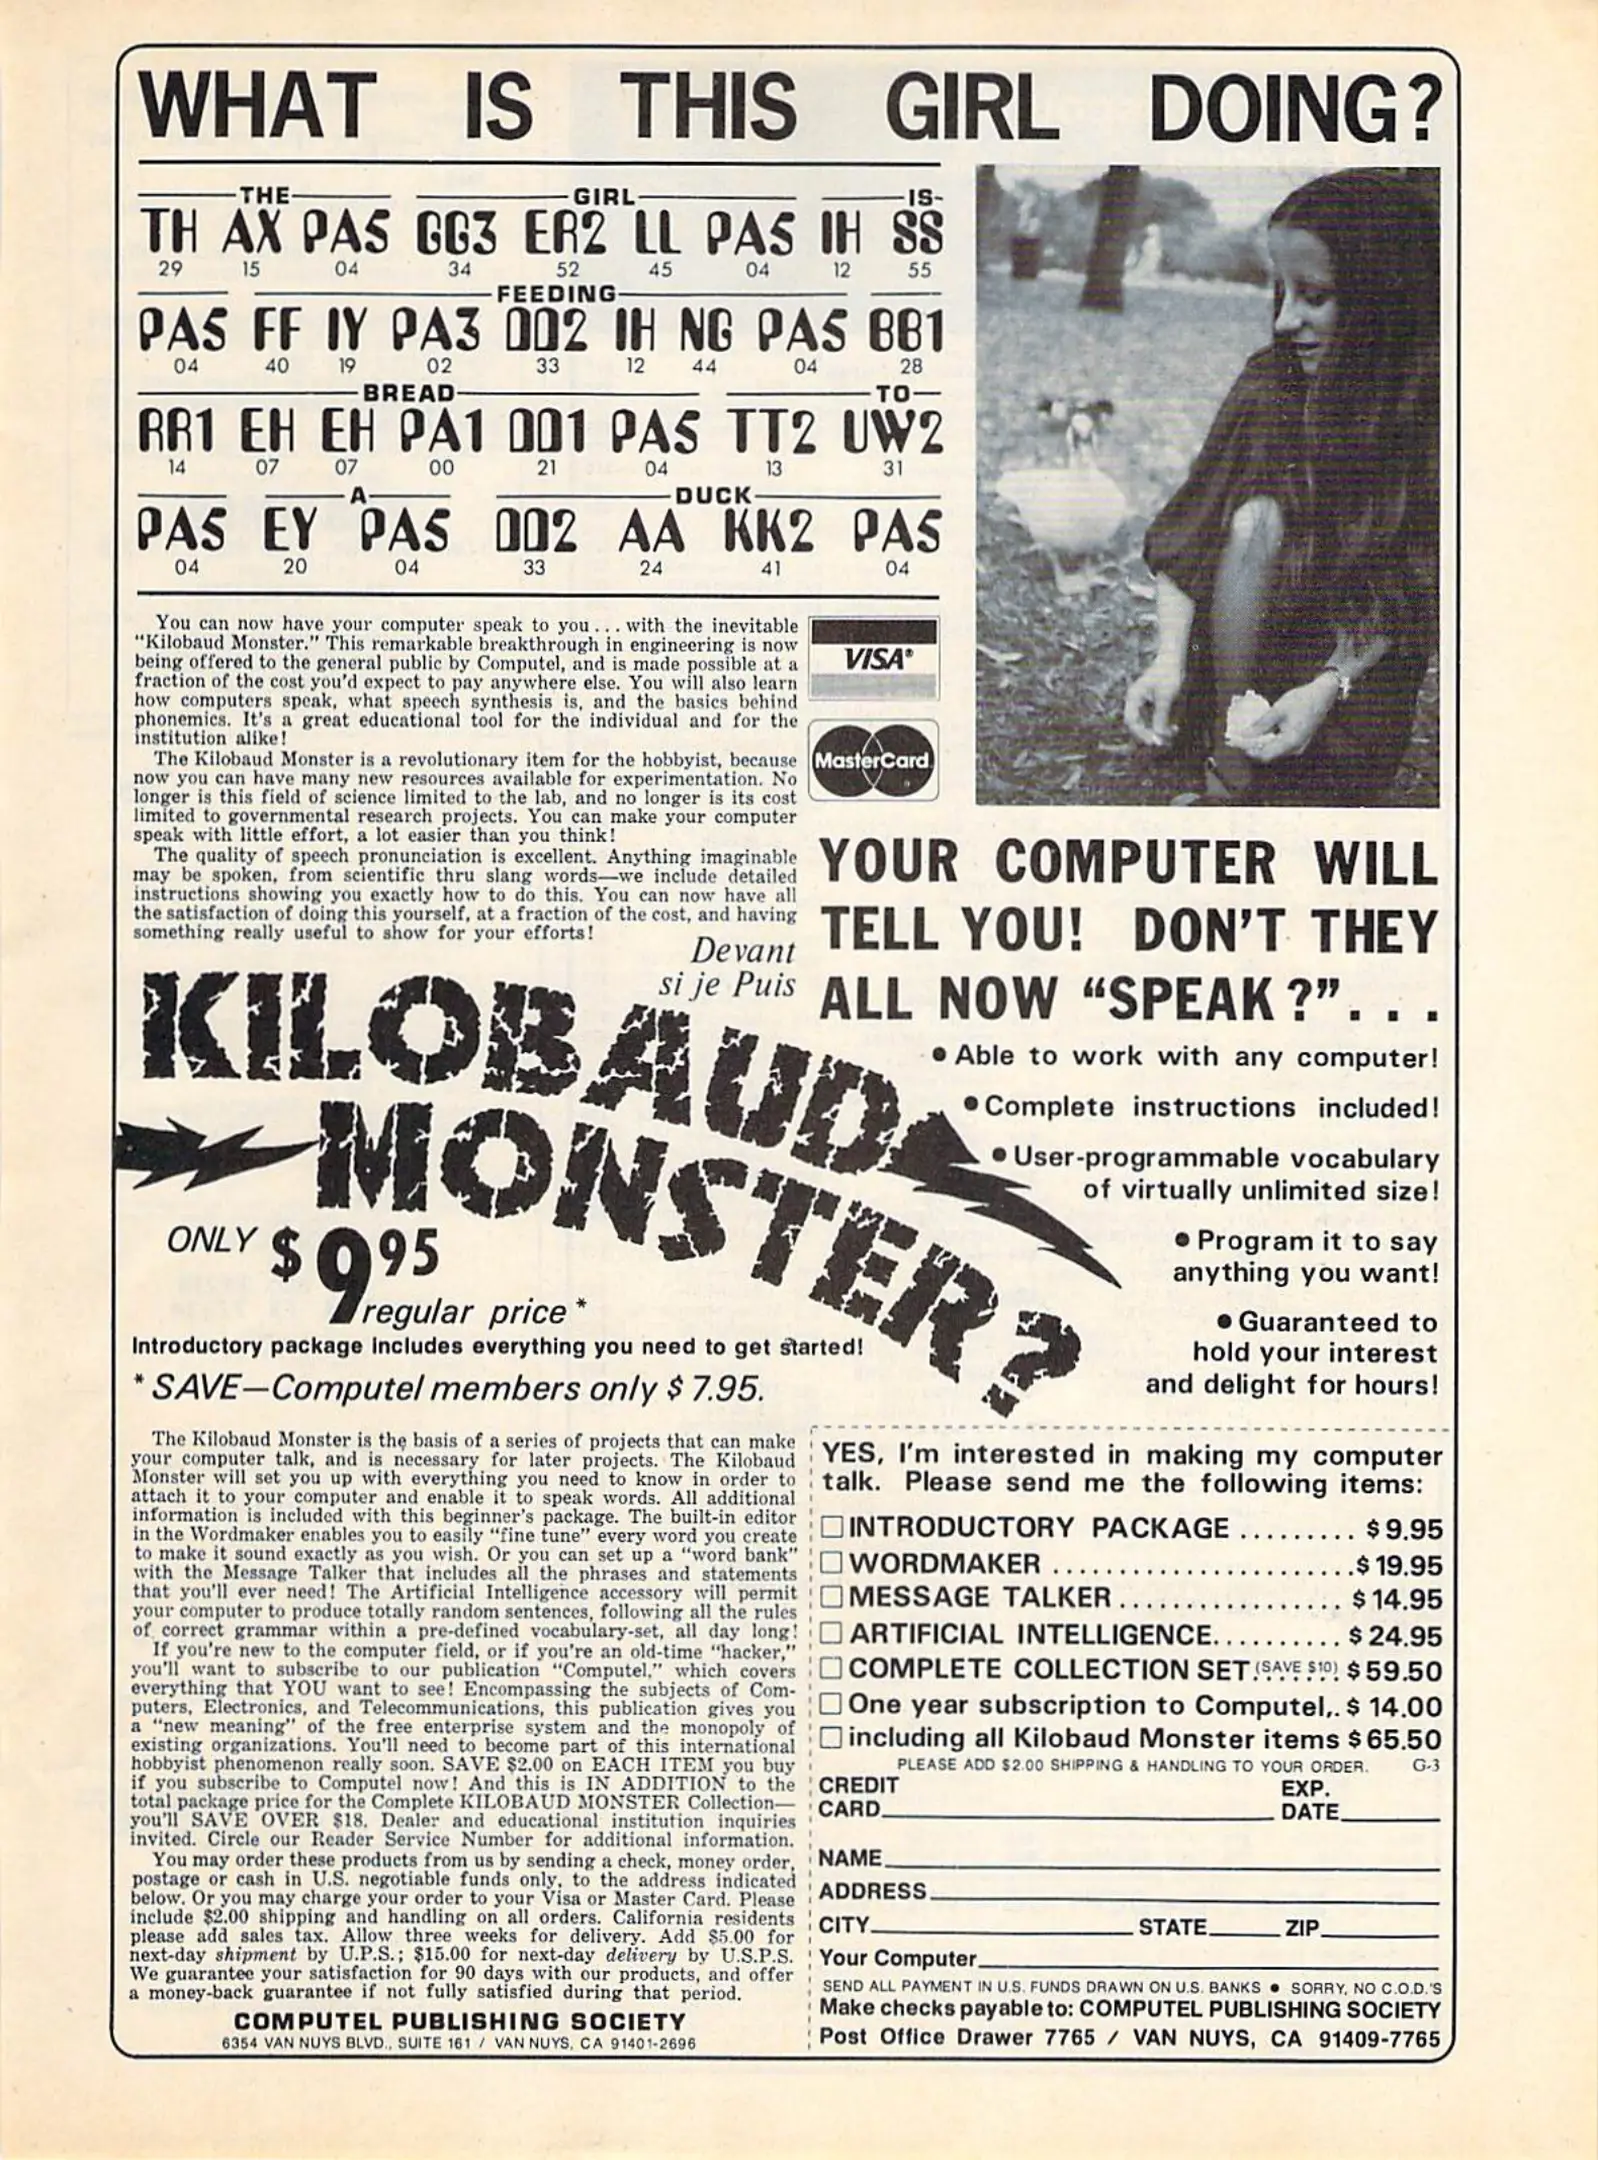 WHAT IS THIS GIRL DOING?
THE GIRL IS
TH AX PA5 GG3 ER2 LL PA5 IH SS
29 15 04 34 52 45 04 12 55
FEEDING
PA5 FF IY PA3 DD2 IH NG PA5 BB1
04 40 19 02 33 12 44 04 28
BREAD TO
RR1 EH EH PA1 DD1 PA5 TT2 UW2
14 07 07 00 21 04 13 31
A DUCK
PA5 EY PA5 DD2 AA KK2 PA5
04 20 04 33 24 41 04
You can now have your computer speak to you ... with the inevitable
"Kilobaud Monster." This remarkable breakthrough in engineering is now
being offered to the general public by Computel, and is made possible at a
fraction of the cost you'd expect to pay anywhere else. You will also learn
how computers speak, what speech synthesis is, and the basics behind
phonemics. It's a great educational tool for the individual and for the
institution alike!
The Kilobaud Monster is a revolutionary item for the hobbyist, because
now you can have many new resources available for experimentation. No
longer is this field of science limited to the lab, and no longer is its cost
limited to governmental research projects. You can make your computer
speak with little effort, a lot easier than you think!
The quality of speech pronunciation is excellent. Anything imaginable
may be spoken, from scientific thru slang words—we include detailed
instructions showing you exactly how to do this. You can now have all
the satisfaction of doing this yourself, at a fraction of the cost, and having
something really useful to show for your efforts!
VISA®
MasterCard
YOUR COMPUTER WILL
TELL YOU! DON'T THEY
ALL NOW "SPEAK?"...
Devant
si je Puis
KILOBAUD
MONSTER?
• Able to work with any computer!
• Complete instructions included!
• User-programmable vocabulary
of virtually unlimited size!
• Program it to say
anything you want!
• Guaranteed to
hold your interest
and delight for hours!
ONLY $9.95
regular price*
Introductory package includes everything you need to get started!
* SAVE—Computel members only $7.95.
The Kilobaud Monster is the basis of a series of projects that can make
your computer talk, and is necessary for later projects. The Kilobaud
Monster will set you up with everything you need to know in order to
attach it to your computer and enable it to speak words. All additional
information is included with this beginner's package. The built-in editor
in the Wordmaker enables you to easily "fine tune" every word you create
to make it sound exactly as you wish. Or you can set up a "word bank"
with the Message Talker that includes all the phrases and statements
that you'll ever need! The Artificial Intelligence accessory will permit
your computer to produce totally random sentences, following all the rules
of correct grammar within a pre-defined vocabulary-set, all day long!
If you're new to the computer field, or if you're an old-time "hacker,"
you'll want to subscribe to our publication "Computel," which covers
everything that YOU want to see! Encompassing the subjects of Com-
puters, Electronics, and Telecommunications, this publication gives you
a "new meaning" of the free enterprise system and the monopoly of
existing organizations. You'll need to become part of this international
hobbyist phenomenon really soon. SAVE $2.00 on EACH ITEM you buy
if you subscribe to Computel now! And this is IN ADDITION to the
total package price for the Complete KILOBAUD MONSTER Collection—
you'll SAVE OVER $18. Dealer and educational institution inquiries
invited. Circle our Reader Service Number for additional information.
You may order these products from us by sending a check, money order,
postage or cash in U.S. negotiable funds only, to the address indicated
below. Or you may charge your order to your Visa or Master Card. Please
include $2.00 shipping and handling on all orders. California residents
please add sales tax. Allow three weeks for delivery. Add $5.00 for
next-day shipment by U.P.S.; $15.00 for next-day delivery by U.S.P.S.
We guarantee your satisfaction for 90 days with our products, and offer
a money-back guarantee if not fully satisfied during that period.
COMPUTEL PUBLISHING SOCIETY
6354 VAN NUYS BLVD., SUITE 161 / VAN NUYS, CA 91401-2696
YES, I'm interested in making my computer
talk. Please send me the following items:
INTRODUCTORY PACKAGE ......... $9.95
WORDMAKER ....................... $19.95
MESSAGE TALKER ................. $14.95
ARTIFICIAL INTELLIGENCE.......... $24.95
COMPLETE COLLECTION SET (SAVE $10) $59.50
One year subscription to Computel,. $14.00
including all Kilobaud Monster items $65.50
PLEASE ADD $2.00 SHIPPING & HANDLING TO YOUR ORDER. G-3
CREDIT EXP.
CARD DATE
NAME
ADDRESS
CITY STATE ZIP
Your Computer
SEND ALL PAYMENT IN U.S. FUNDS DRAWN ON U.S. BANKS • SORRY, NO C.O.D.'S
Make checks payable to: COMPUTEL PUBLISHING SOCIETY
Post Office Drawer 7765 / VAN NUYS, CA 91409-7765